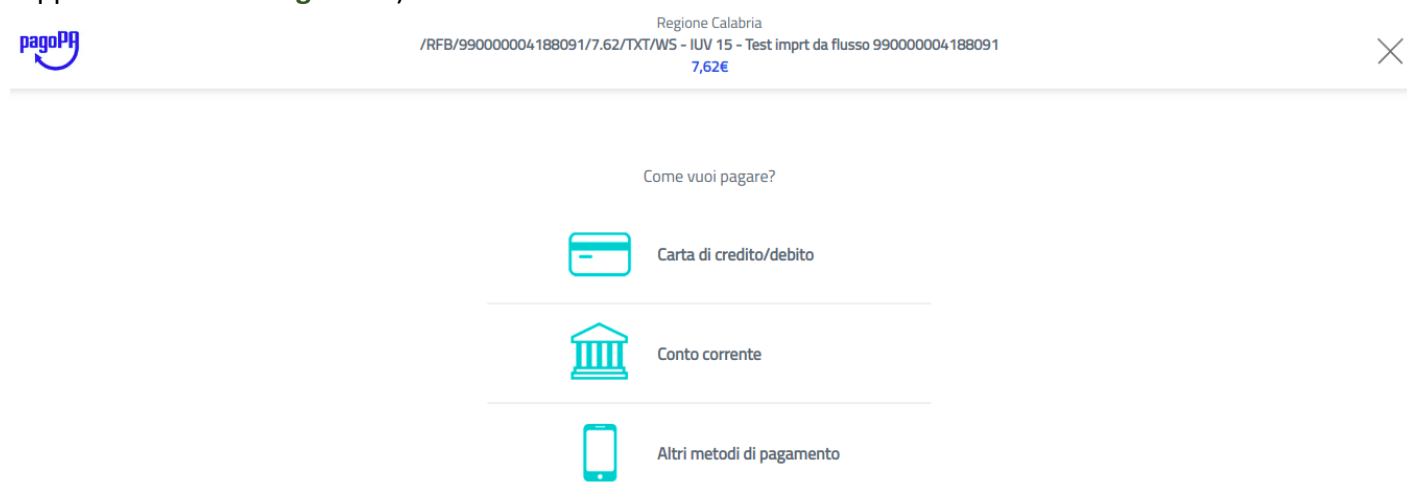 Regione Calabria
pagoPA
/RFB/990000004188091/7.62/TXT/WS - IUV 15 - Test imprt da flusso 990000004188091
7,62€
Come vuoi pagare?
Carta di credito/debito
Conto corrente
Altri metodi di pagamento